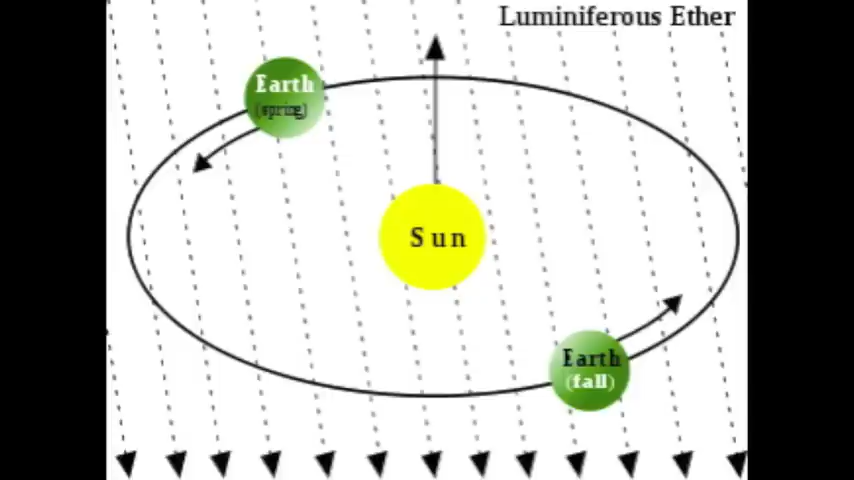 Luminiferous Ether
Earth
(spring)
Sun
Earth
(fall)